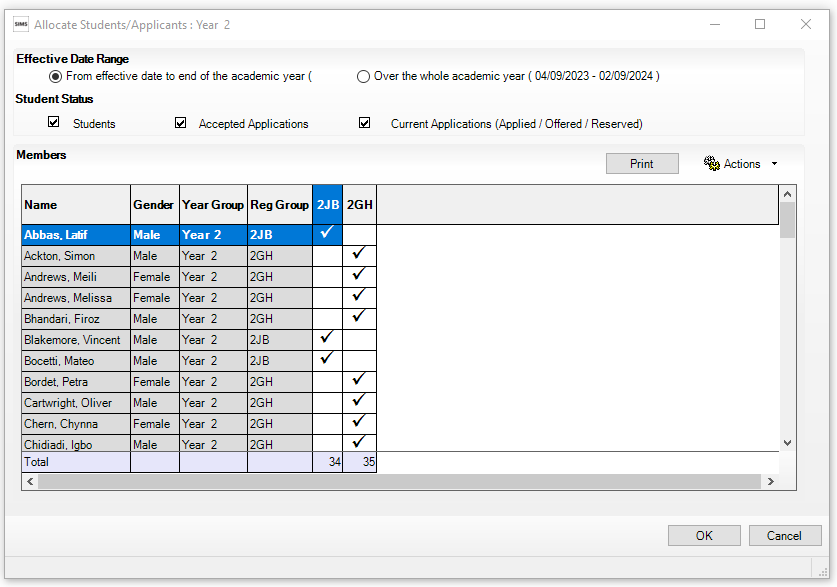 SIMS Allocate Students/Applicants : Year 2
Effective Date Range
From effective date to end of the academic year ( Over the whole academic year ( 04/09/2023 - 02/09/2024 )
Student Status
Students Accepted Applications Current Applications (Applied / Offered / Reserved)
Members
Print Actions
Name Gender Year Group Reg Group 2JB 2GH
Abbas, Latif Male Year 2 2JB ✓
Ackton, Simon Male Year 2 2GH ✓
Andrews, Meili Female Year 2 2GH ✓
Andrews, Melissa Female Year 2 2GH ✓
Bhandari, Firoz Male Year 2 2GH ✓
Blakemore, Vincent Male Year 2 2JB ✓
Bocetti, Mateo Male Year 2 2JB ✓
Bordet, Petra Female Year 2 2GH ✓
Cartwright, Oliver Male Year 2 2GH ✓
Chern, Chynna Female Year 2 2GH ✓
Chidiadi, Igbo Male Year 2 2GH ✓
Total 34 35
OK Cancel